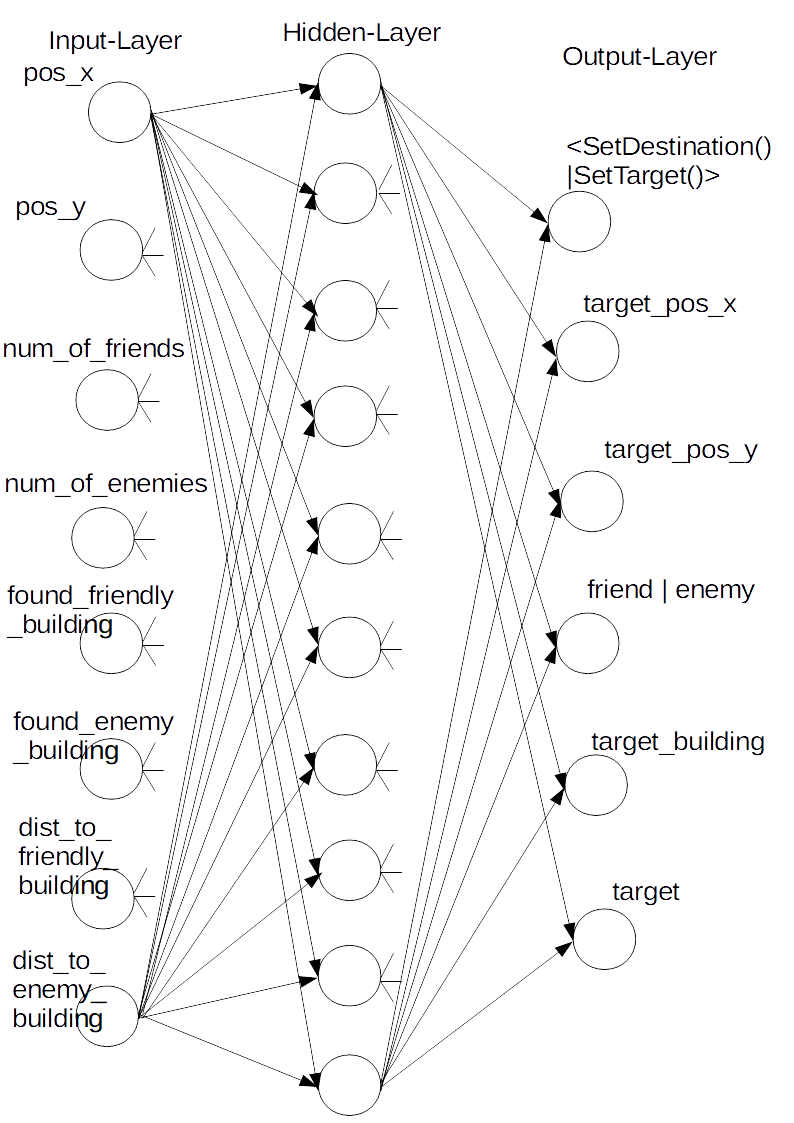 Input-Layer
Hidden-Layer
Output-Layer
pos_x
pos_y
num_of_friends
num_of_enemies
found_friendly
_building
found_enemy
_building
dist_to_
friendly_
building
dist_to_
enemy_
building
<SetDestination()
|SetTarget()>
target_pos_x
target_pos_y
friend | enemy
target_building
target